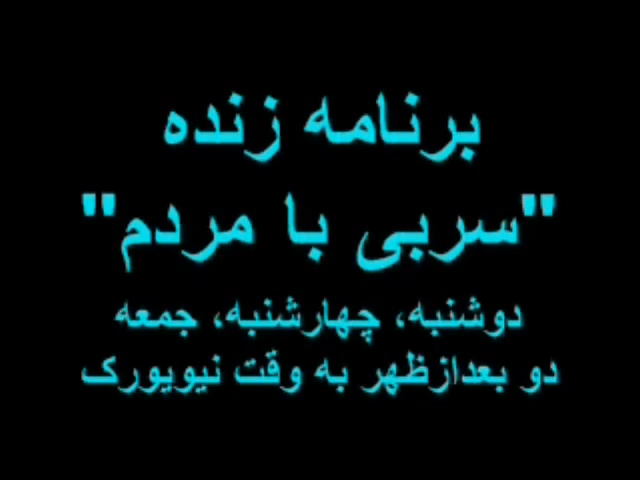 برنامه زنده
"سربی با مردم"
دوشنبه، چهارشنبه، جمعه
دو بعدازظهر به وقت نیویورک